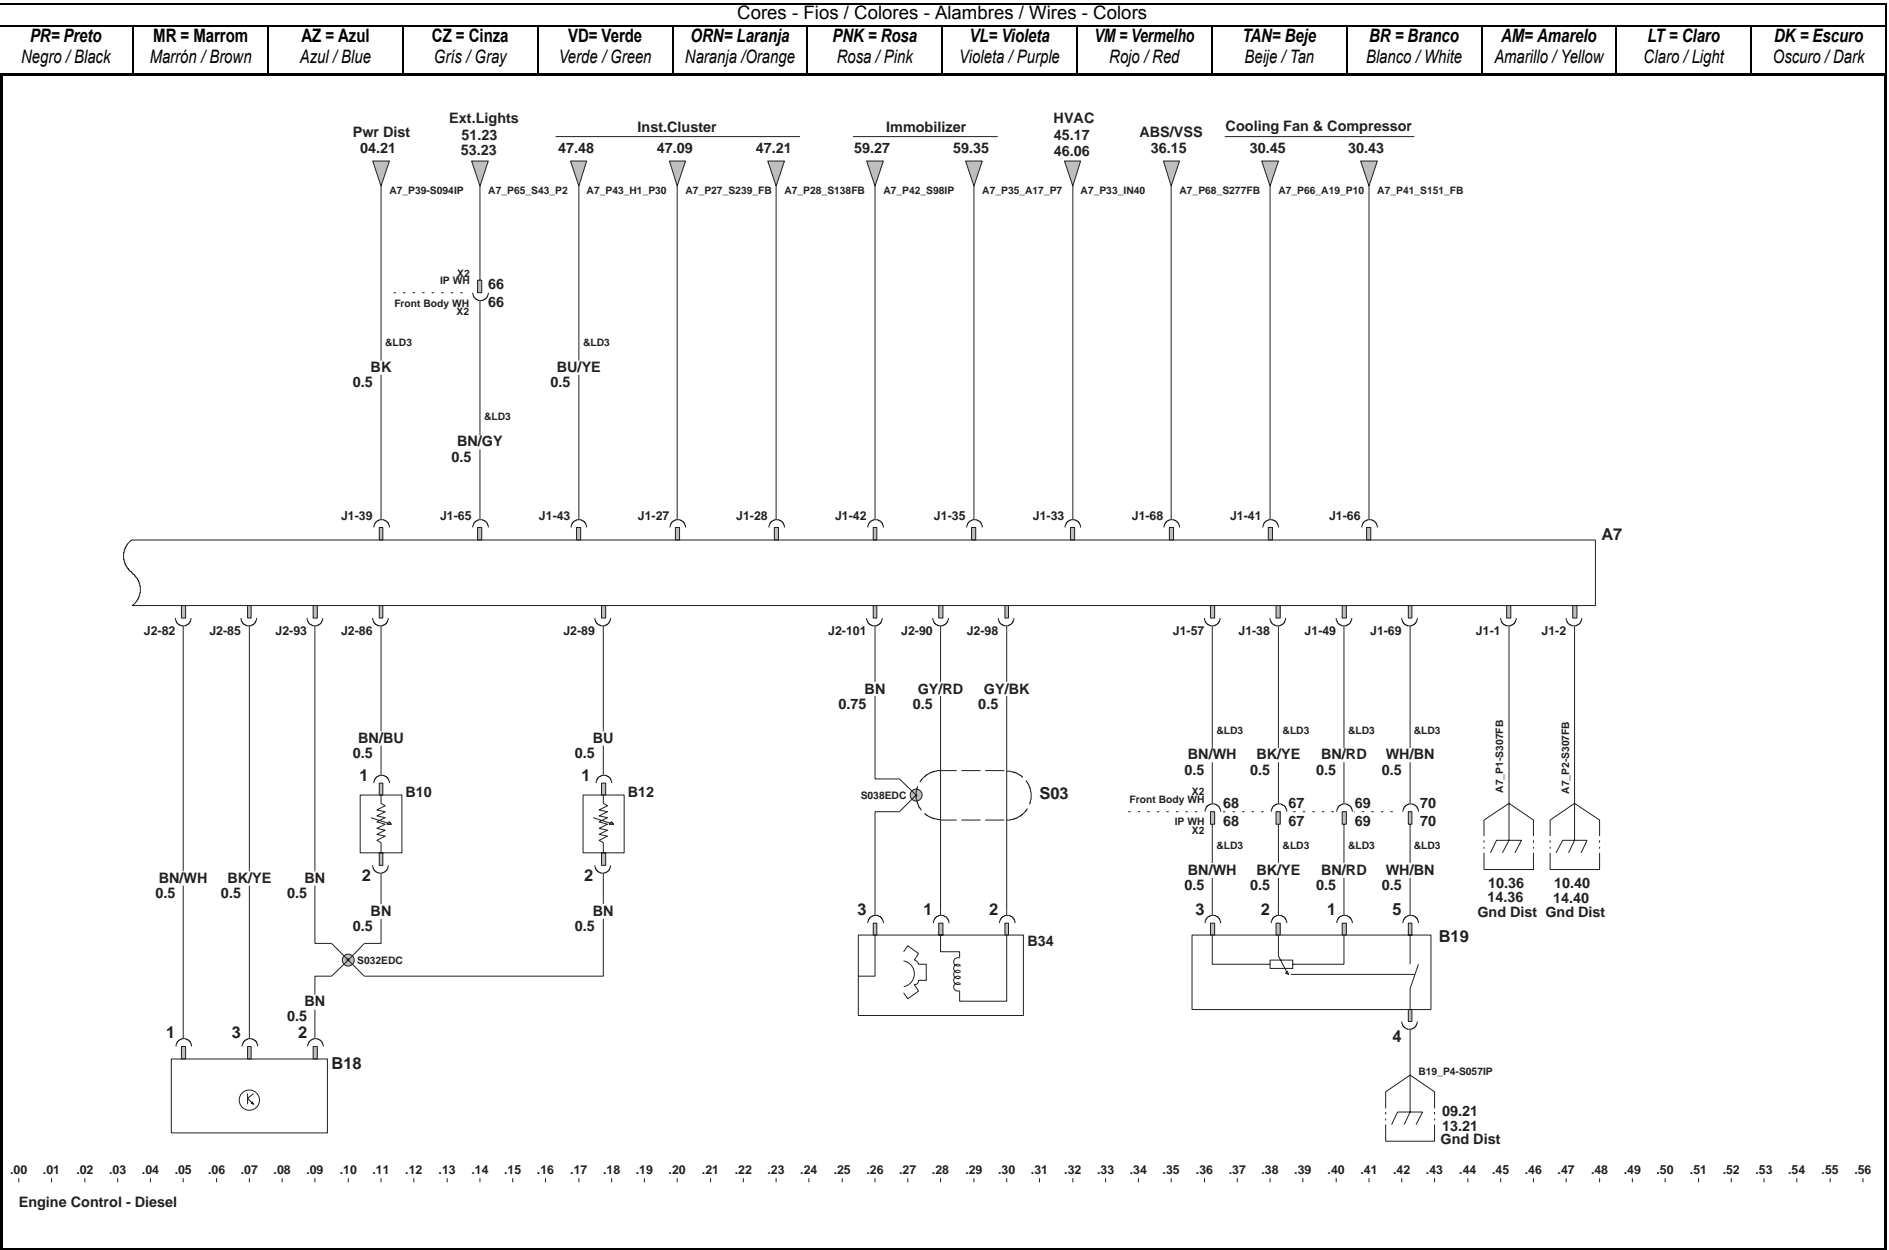 Cores - Fios / Colores - Alambres / Wires - Colors
PR= Preto MR = Marrom AZ = Azul CZ = Cinza VD= Verde ORN= Laranja PNK = Rosa VL= Violeta VM = Vermelho TAN= Beje BR = Branco AM= Amarelo LT = Claro DK = Escuro
Negro / Black Marrón / Brown Azul / Blue Grís / Gray Verde / Green Naranja /Orange Rosa / Pink Violeta / Purple Rojo / Red Beije / Tan Blanco / White Amarillo / Yellow Claro / Light Oscuro / Dark
Pwr Dist
04.21
Ext.Lights
51.23
53.23
Inst.Cluster
47.48 47.09 47.21
Immobilizer
59.27 59.35
HVAC
45.17
46.06
ABS/VSS
36.15
Cooling Fan & Compressor
30.45 30.43
A7_P39-S094IP A7_P65_S43_P2 A7_P43_H1_P30 A7_P27_S239_FB A7_P28_S138FB A7_P42_S98IP A7_P35_A17_P7 A7_P33_IN40 A7_P68_S277FB A7_P66_A19_P10 A7_P41_S151_FB
X2
IP WH 66
Front Body WH 66
X2
&LD3 &LD3
BK BU/YE
0.5 0.5
&LD3
BN/GY
0.5
J1-39 J1-65 J1-43 J1-27 J1-28 J1-42 J1-35 J1-33 J1-68 J1-41 J1-66
A7
J2-82 J2-85 J2-93 J2-86 J2-89 J2-101 J2-90 J2-98 J1-57 J1-38 J1-49 J1-69 J1-1 J1-2
BN GY/RD GY/BK
0.75 0.5 0.5
&LD3 &LD3 &LD3 &LD3
BN/BU BU
0.5 0.5
BN/WH BK/YE BN/RD WH/BN
0.5 0.5 0.5 0.5
A7_P1-S307FB A7_P2-S307FB
1 B10 1 B12
S038EDC S03
X2
Front Body WH 68 67 69 70
IP WH 68 67 69 70
X2
&LD3 &LD3 &LD3 &LD3
2 2
BN/WH BK/YE BN
0.5 0.5 0.5
BN/WH BK/YE BN/RD WH/BN
0.5 0.5 0.5 0.5
10.36 10.40
14.36 14.40
Gnd Dist Gnd Dist
BN BN
0.5 0.5
3 1 2 3 2 1 5
B34 B19
S032EDC
BN
0.5
1 3 2
B18
K
4
B19_P4-S057IP
09.21
13.21
Gnd Dist
.00 .01 .02 .03 .04 .05 .06 .07 .08 .09 .10 .11 .12 .13 .14 .15 .16 .17 .18 .19 .20 .21 .22 .23 .24 .25 .26 .27 .28 .29 .30 .31 .32 .33 .34 .35 .36 .37 .38 .39 .40 .41 .42 .43 .44 .45 .46 .47 .48 .49 .50 .51 .52 .53 .54 .55 .56
Engine Control - Diesel